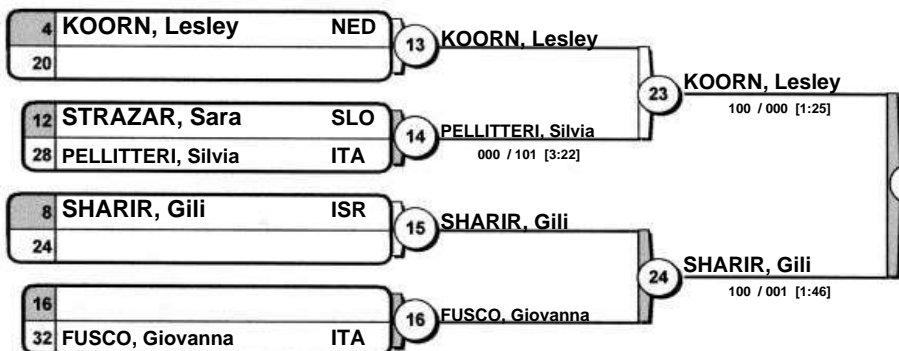 4 KOORN, Lesley NED
20
13
KOORN, Lesley
12 STRAZAR, Sara SLO
28 PELLITTERI, Silvia ITA
14
PELLITTERI, Silvia
000 / 101 [3:22]
23
KOORN, Lesley
100 / 000 [1:25]
8 SHARIR, Gili ISR
24
15
SHARIR, Gili
16
32 FUSCO, Giovanna ITA
16
FUSCO, Giovanna
24
SHARIR, Gili
100 / 001 [1:46]